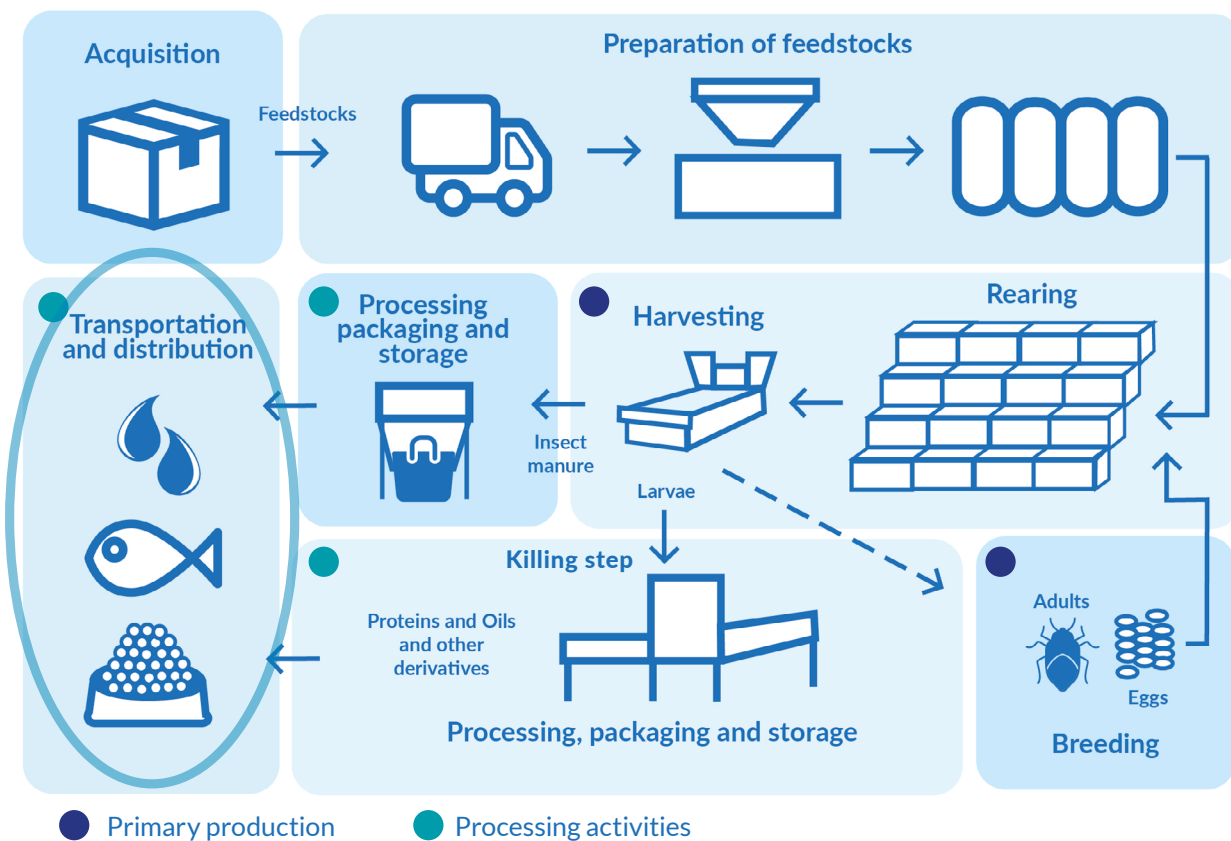 Acquisition
Feedstocks
Preparation of feedstocks
Transportation
and distribution
Processing
packaging and
storage
Harvesting
Rearing
Insect
manure
Larvae
Killing step
Proteins and Oils
and other
derivatives
Processing, packaging and storage
Adults
Eggs
Breeding
Primary production
Processing activities